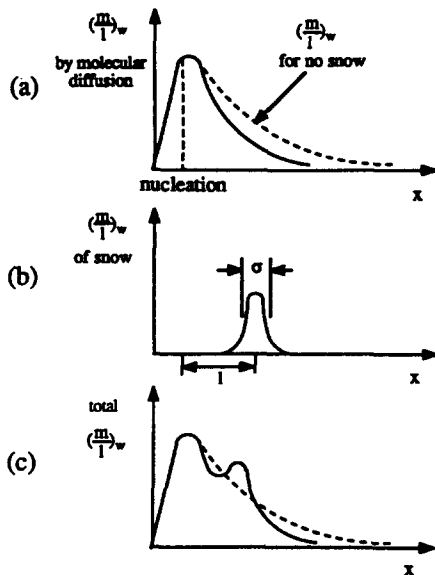 (a)
(m/l)w
by molecular
diffusion
(m/l)w
for no snow
nucleation
x
(b)
(m/l)w
of snow
σ
l
x
(c)
total
(m/l)w
x